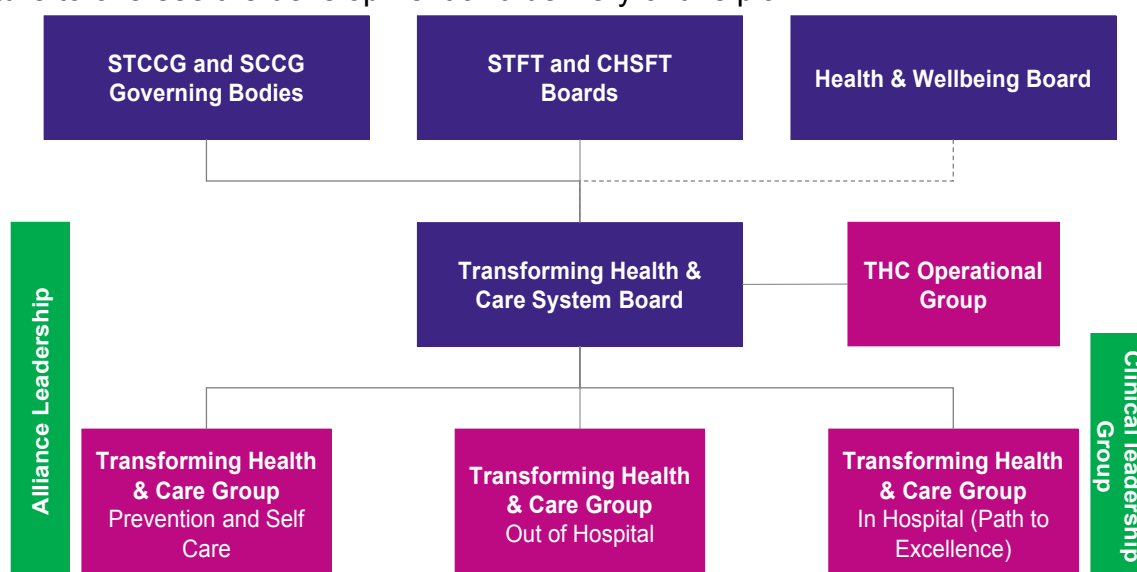 STCCG and SCCG
Governing Bodies
STFT and CHSFT
Boards
Health & Wellbeing Board
Transforming Health &
Care System Board
THC Operational
Group
Alliance Leadership
Clinical leadership
Group
Transforming Health
& Care Group
Prevention and Self
Care
Transforming Health
& Care Group
Out of Hospital
Transforming Health
& Care Group
In Hospital (Path to
Excellence)